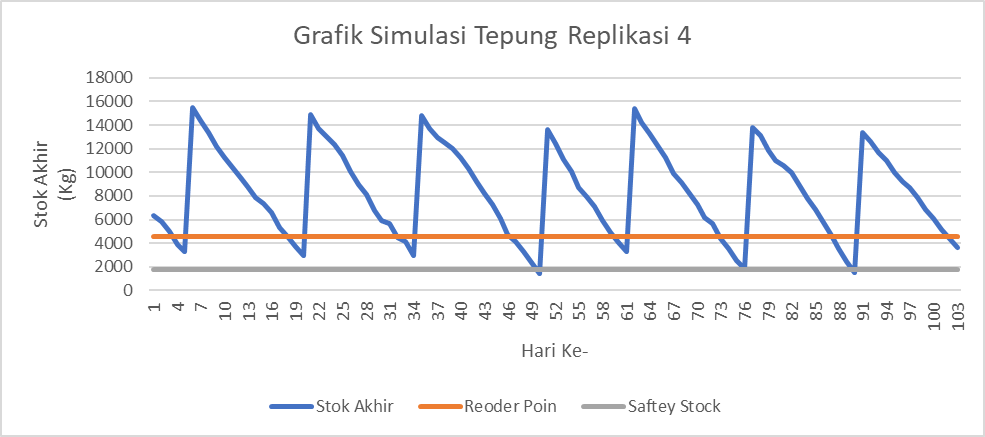 Grafik Simulasi Tepung Replikasi 4
Stok Akhir
(Kg)
18000
16000
14000
12000
10000
8000
6000
4000
2000
0
1 4 7 10 13 16 19 22 25 28 31 34 37 40 43 46 49 52 55 58 61 64 67 70 73 76 79 82 85 88 91 94 97 100 103
Hari Ke-
Stok Akhir Reoder Poin Saftey Stock